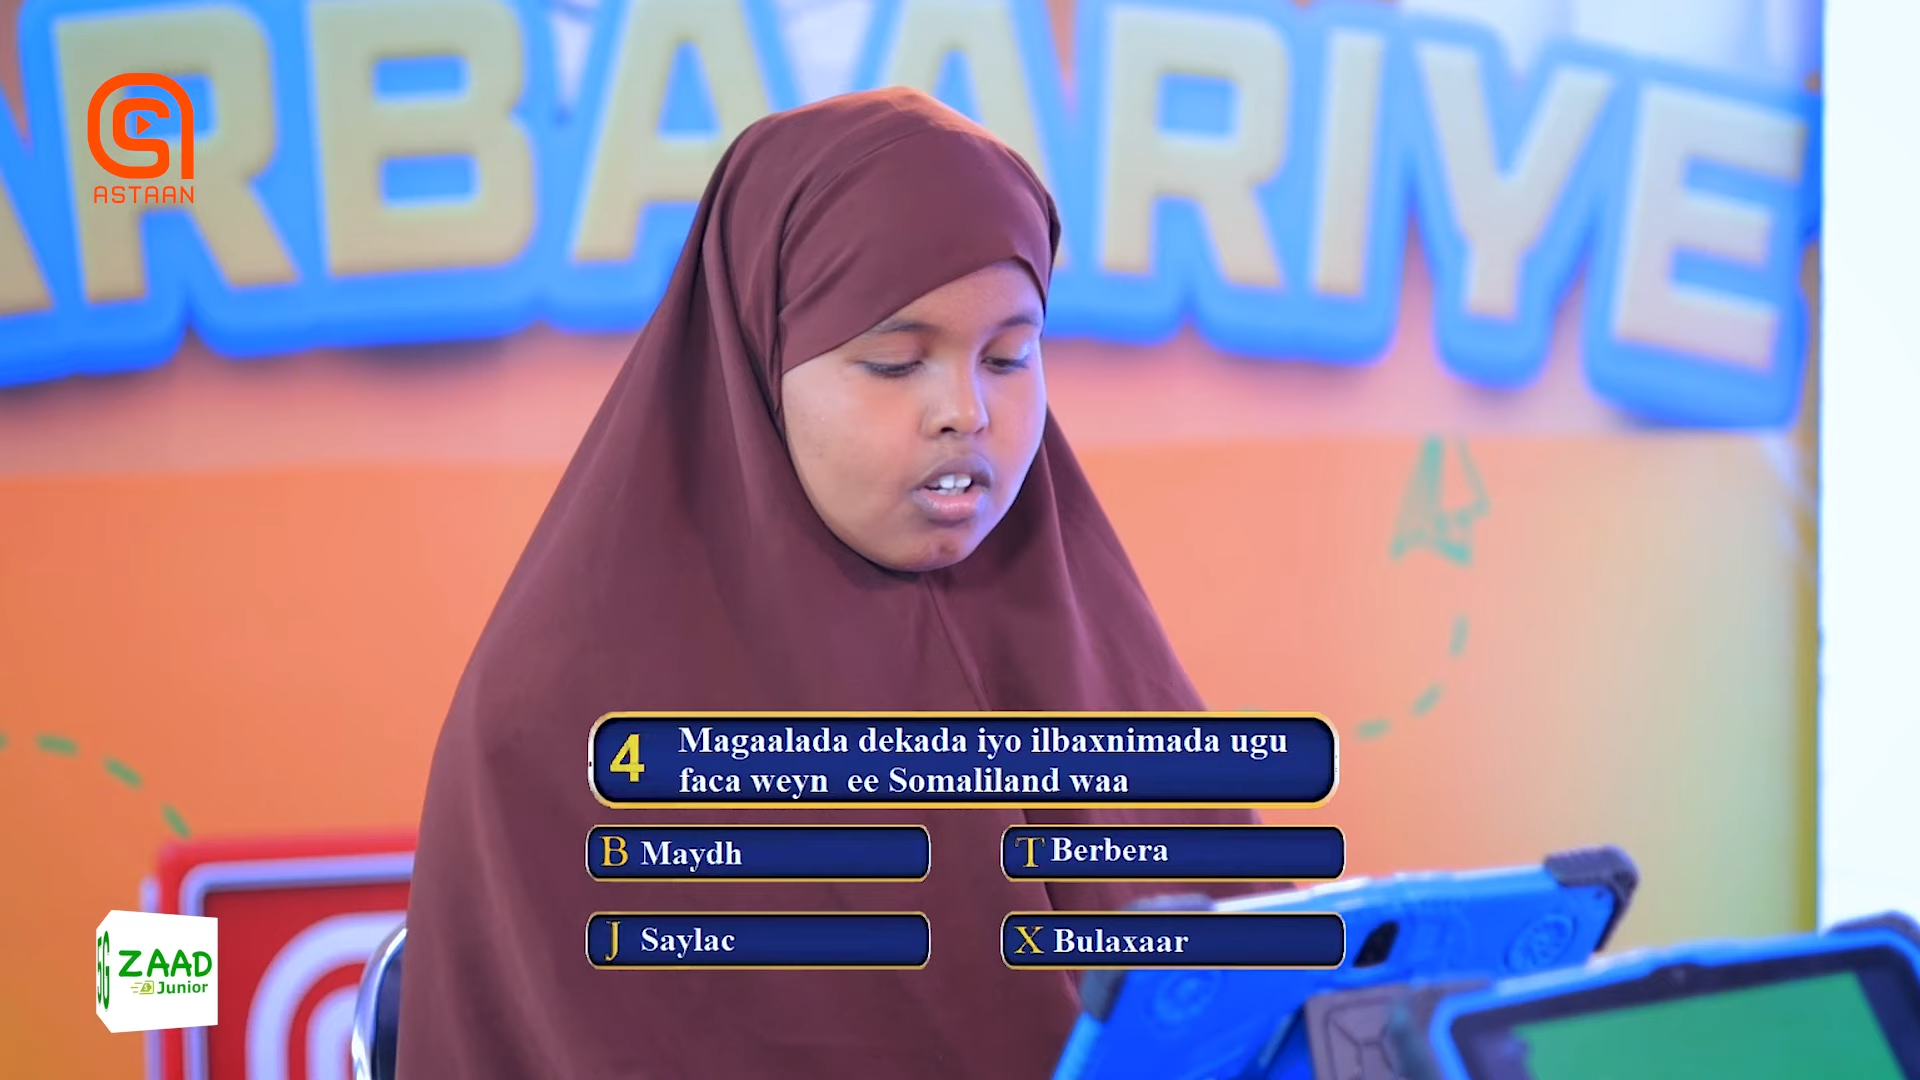 ARBAARIYE
ASTAAN
4
Magaalada dekada iyo ilbaxnimada ugu
faca weyn ee Somaliland waa
B Maydh
T Berbera
J Saylac
X Bulaxaar
5G
ZAAD
Junior